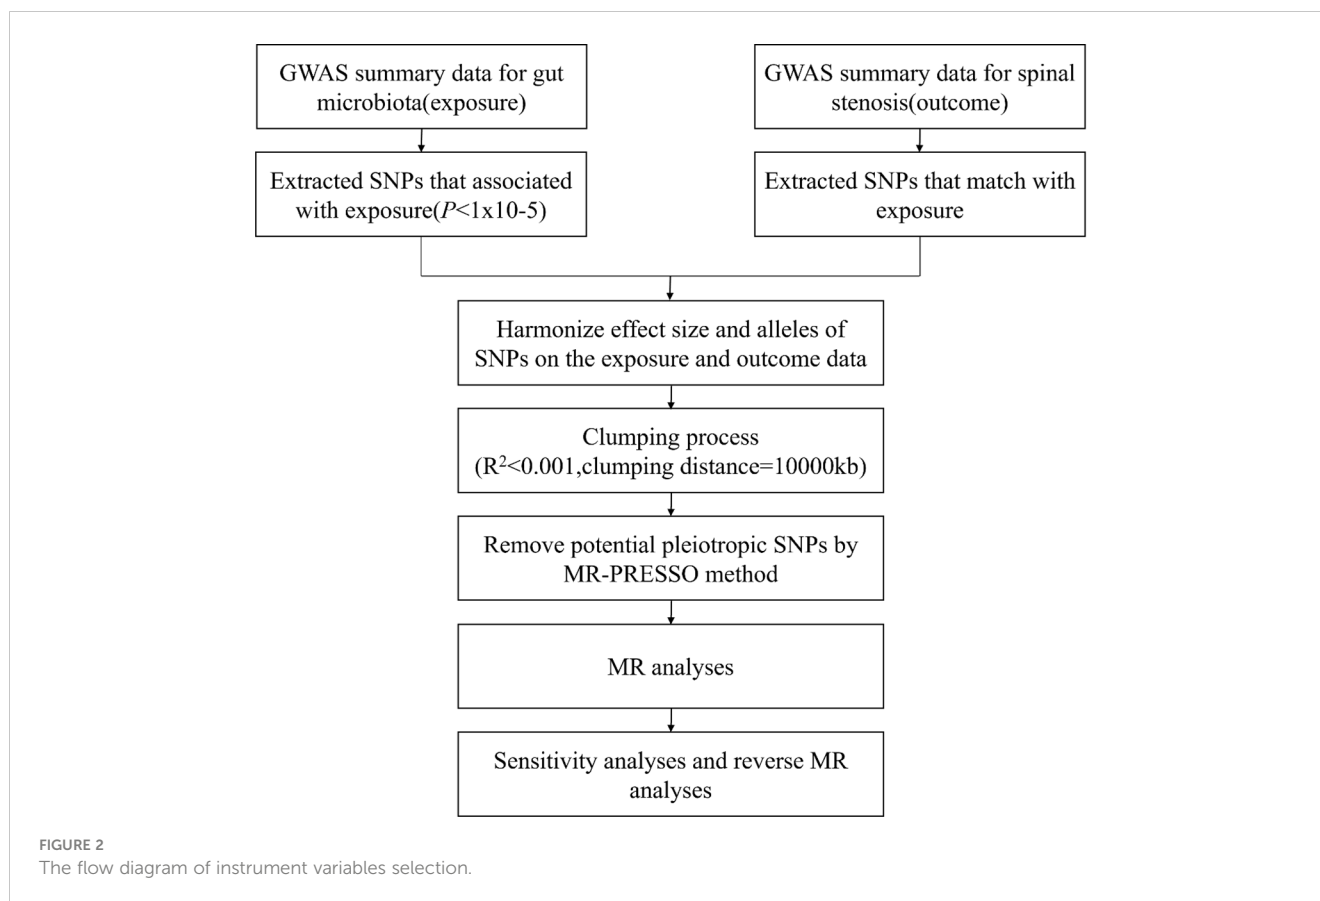 GWAS summary data for gut
microbiota(exposure)
GWAS summary data for spinal
stenosis(outcome)
Extracted SNPs that associated
with exposure(P<1x10-5)
Extracted SNPs that match with
exposure
Harmonize effect size and alleles of
SNPs on the exposure and outcome data
Clumping process
(R²<0.001,clumping distance=10000kb)
Remove potential pleiotropic SNPs by
MR-PRESSO method
MR analyses
Sensitivity analyses and reverse MR
analyses
FIGURE 2
The flow diagram of instrument variables selection.